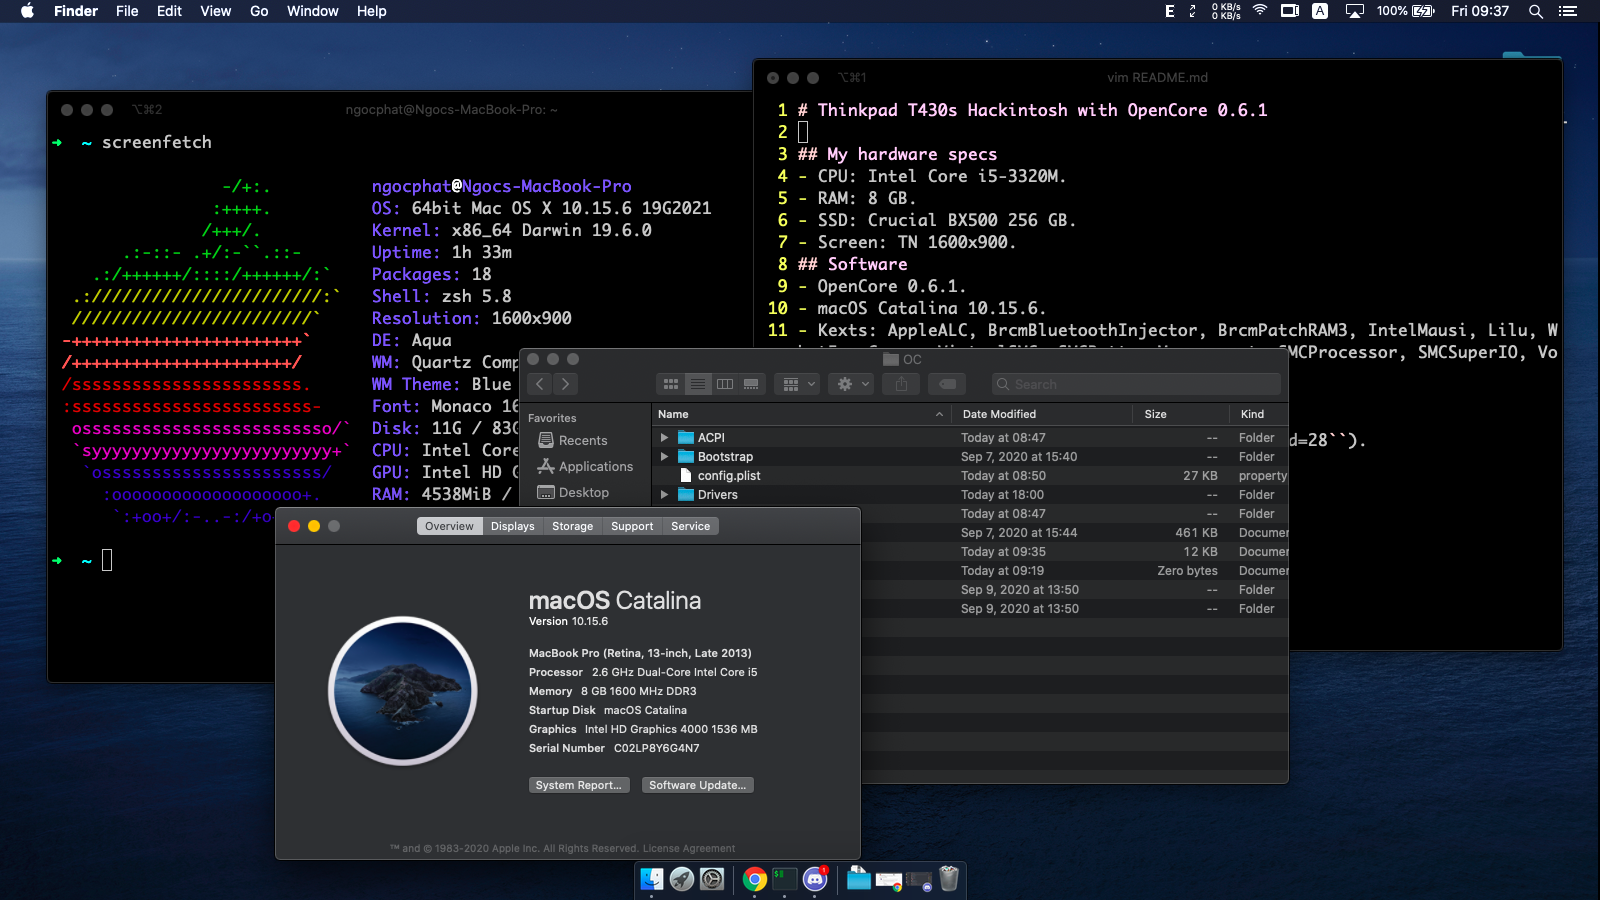 Finder File Edit View Go Window Help
E 0 KB/s 0 KB/s A 100% Fri 09:37
⌥⌘2 ngocphat@Ngocs-MacBook-Pro: ~
➜ ~ screenfetch
-/+:.
:++++.
/+++/.
.:-::- .+/:-``.::-
.:/++++++/::::/++++++/:`
.:///////////////////////:`
////////////////////////`
-+++++++++++++++++++++++`
/++++++++++++++++++++++/
/sssssssssssssssssssssss.
:ssssssssssssssssssssssss-
osssssssssssssssssssssssso/`
`syyyyyyyyyyyyyyyyyyyyyyyy+`
`ossssssssssssssssssssss/
:ooooooooooooooooooo+.
`:+oo+/:-..-:/+o
ngocphat@Ngocs-MacBook-Pro
OS: 64bit Mac OS X 10.15.6 19G2021
Kernel: x86_64 Darwin 19.6.0
Uptime: 1h 33m
Packages: 18
Shell: zsh 5.8
Resolution: 1600x900
DE: Aqua
WM: Quartz Comp
WM Theme: Blue
Font: Monaco 16
Disk: 11G / 83G
CPU: Intel Core
GPU: Intel HD G
RAM: 4538MiB /
➜ ~
⌥⌘1 vim README.md
1 # Thinkpad T430s Hackintosh with OpenCore 0.6.1
2
3 ## My hardware specs
4 - CPU: Intel Core i5-3320M.
5 - RAM: 8 GB.
6 - SSD: Crucial BX500 256 GB.
7 - Screen: TN 1600x900.
8 ## Software
9 - OpenCore 0.6.1.
10 - macOS Catalina 10.15.6.
11 - Kexts: AppleALC, BrcmBluetoothInjector, BrcmPatchRAM3, IntelMausi, Lilu, W
SMCProcessor, SMCSuperIO, Vo
d=28``).
OC
Search
Favorites
Recents
Applications
Desktop
Name Date Modified Size Kind
ACPI Today at 08:47 -- Folder
Bootstrap Sep 7, 2020 at 15:40 -- Folder
config.plist Today at 08:50 27 KB property
Drivers Today at 18:00 -- Folder
Today at 08:47 -- Folder
Sep 7, 2020 at 15:44 461 KB Docume
Today at 09:35 12 KB Docume
Today at 09:19 Zero bytes Docume
Sep 9, 2020 at 13:50 -- Folder
Sep 9, 2020 at 13:50 -- Folder
Overview Displays Storage Support Service
macOS Catalina
Version 10.15.6
MacBook Pro (Retina, 13-inch, Late 2013)
Processor 2.6 GHz Dual-Core Intel Core i5
Memory 8 GB 1600 MHz DDR3
Startup Disk macOS Catalina
Graphics Intel HD Graphics 4000 1536 MB
Serial Number C02LP8Y6G4N7
System Report... Software Update...
™ and © 1983-2020 Apple Inc. All Rights Reserved. License Agreement
$
1